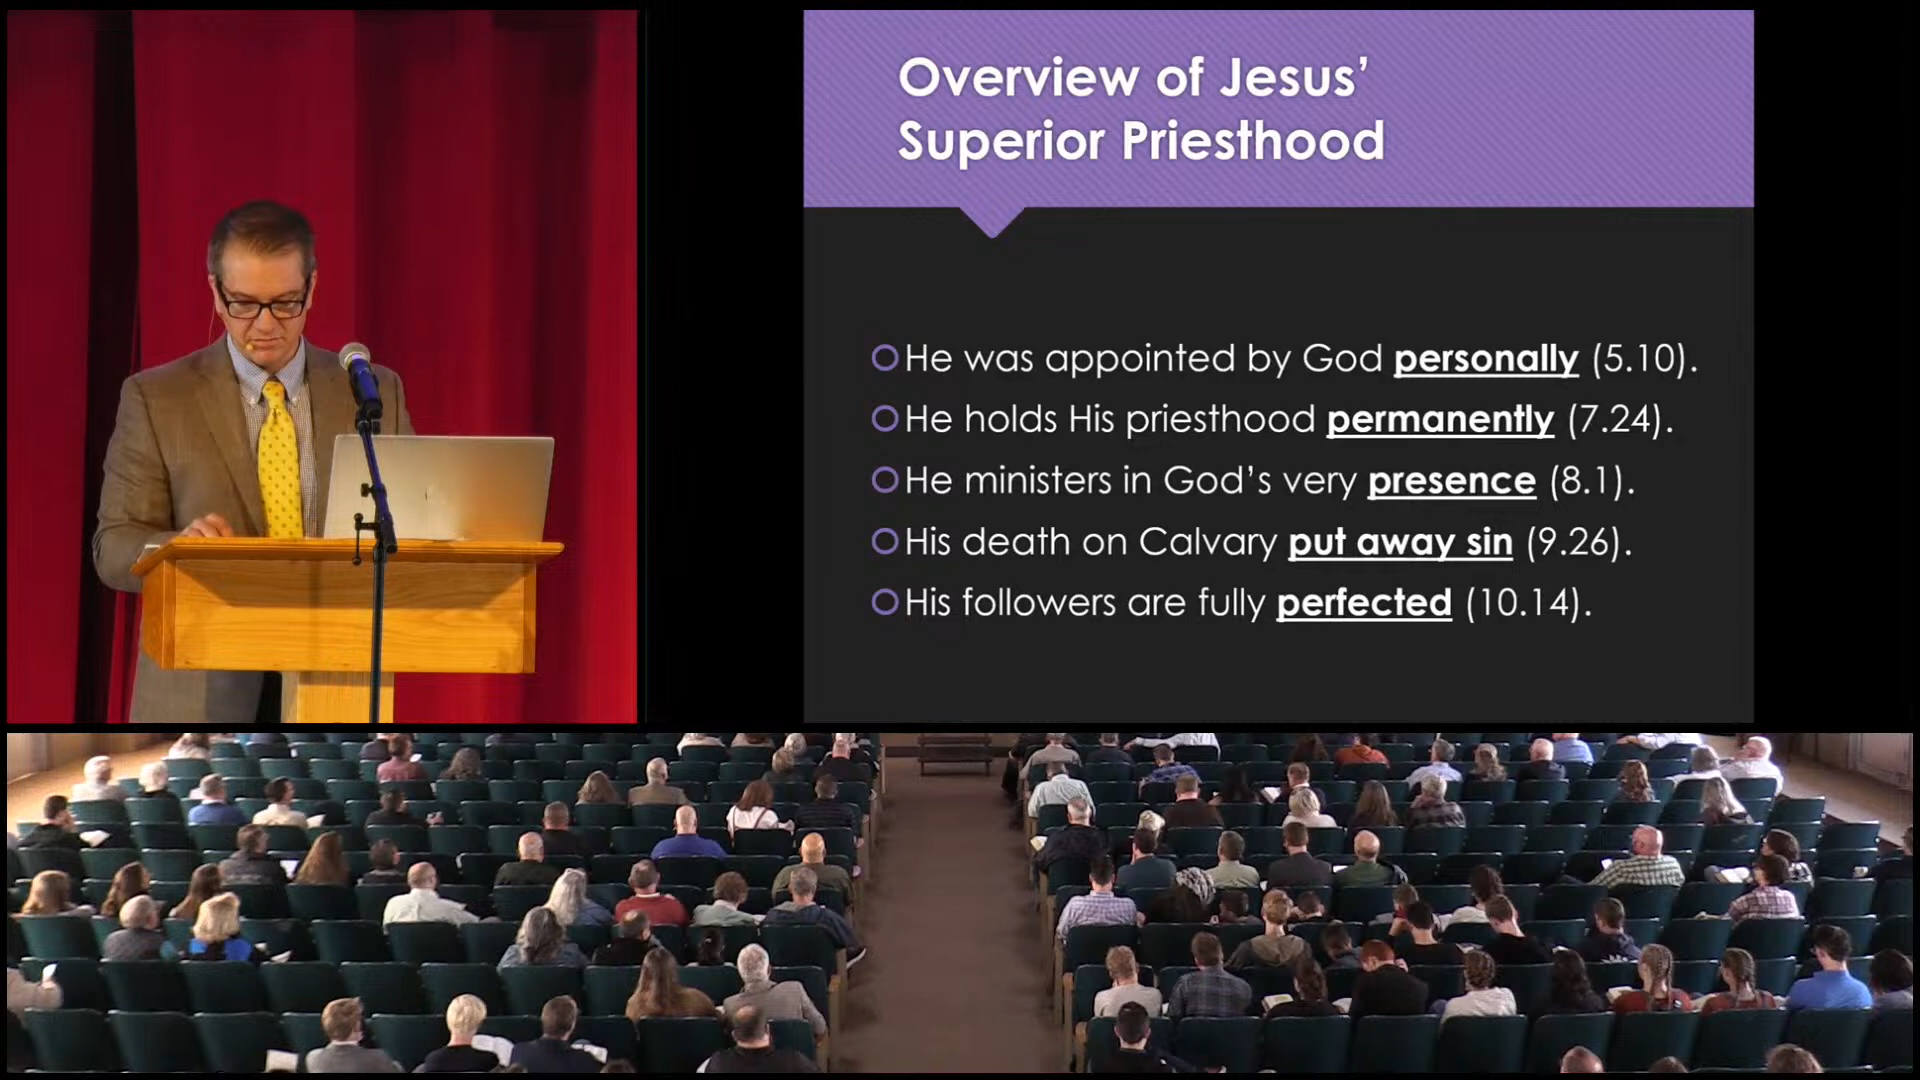 Overview of Jesus’
Superior Priesthood
He was appointed by God personally (5.10).
He holds His priesthood permanently (7.24).
He ministers in God’s very presence (8.1).
His death on Calvary put away sin (9.26).
His followers are fully perfected (10.14).